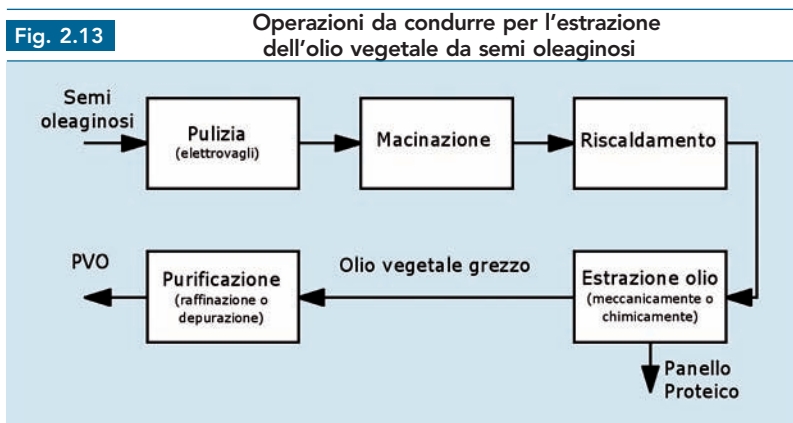 Fig. 2.13
Operazioni da condurre per l'estrazione
dell'olio vegetale da semi oleaginosi
Semi
oleaginosi
Pulizia
(elettrovagli)
Macinazione
Riscaldamento
PVO
Purificazione
(raffinazione o
depurazione)
Olio vegetale grezzo
Estrazione olio
(meccanicamente o
chimicamente)
Panello
Proteico